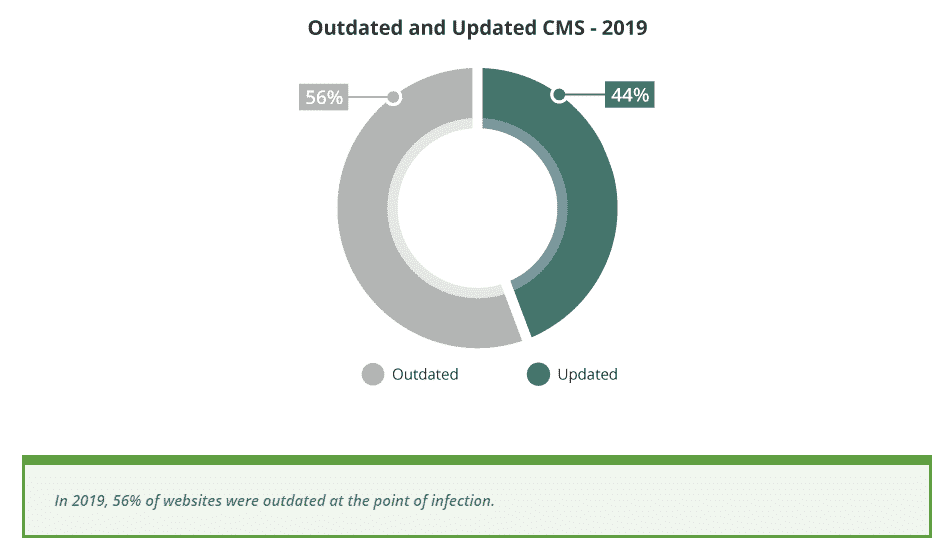 Outdated and Updated CMS - 2019
56%
44%
Outdated
Updated
In 2019, 56% of websites were outdated at the point of infection.